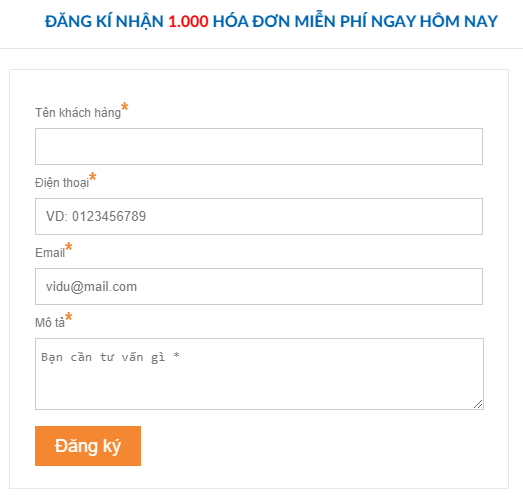 ĐĂNG KÍ NHẬN 1.000 HÓA ĐƠN MIỄN PHÍ NGAY HÔM NAY
Tên khách hàng*
Điện thoại*
VD: 0123456789
Email*
vidu@mail.com
Mô tả*
Bạn cần tư vấn gì *
Đăng ký